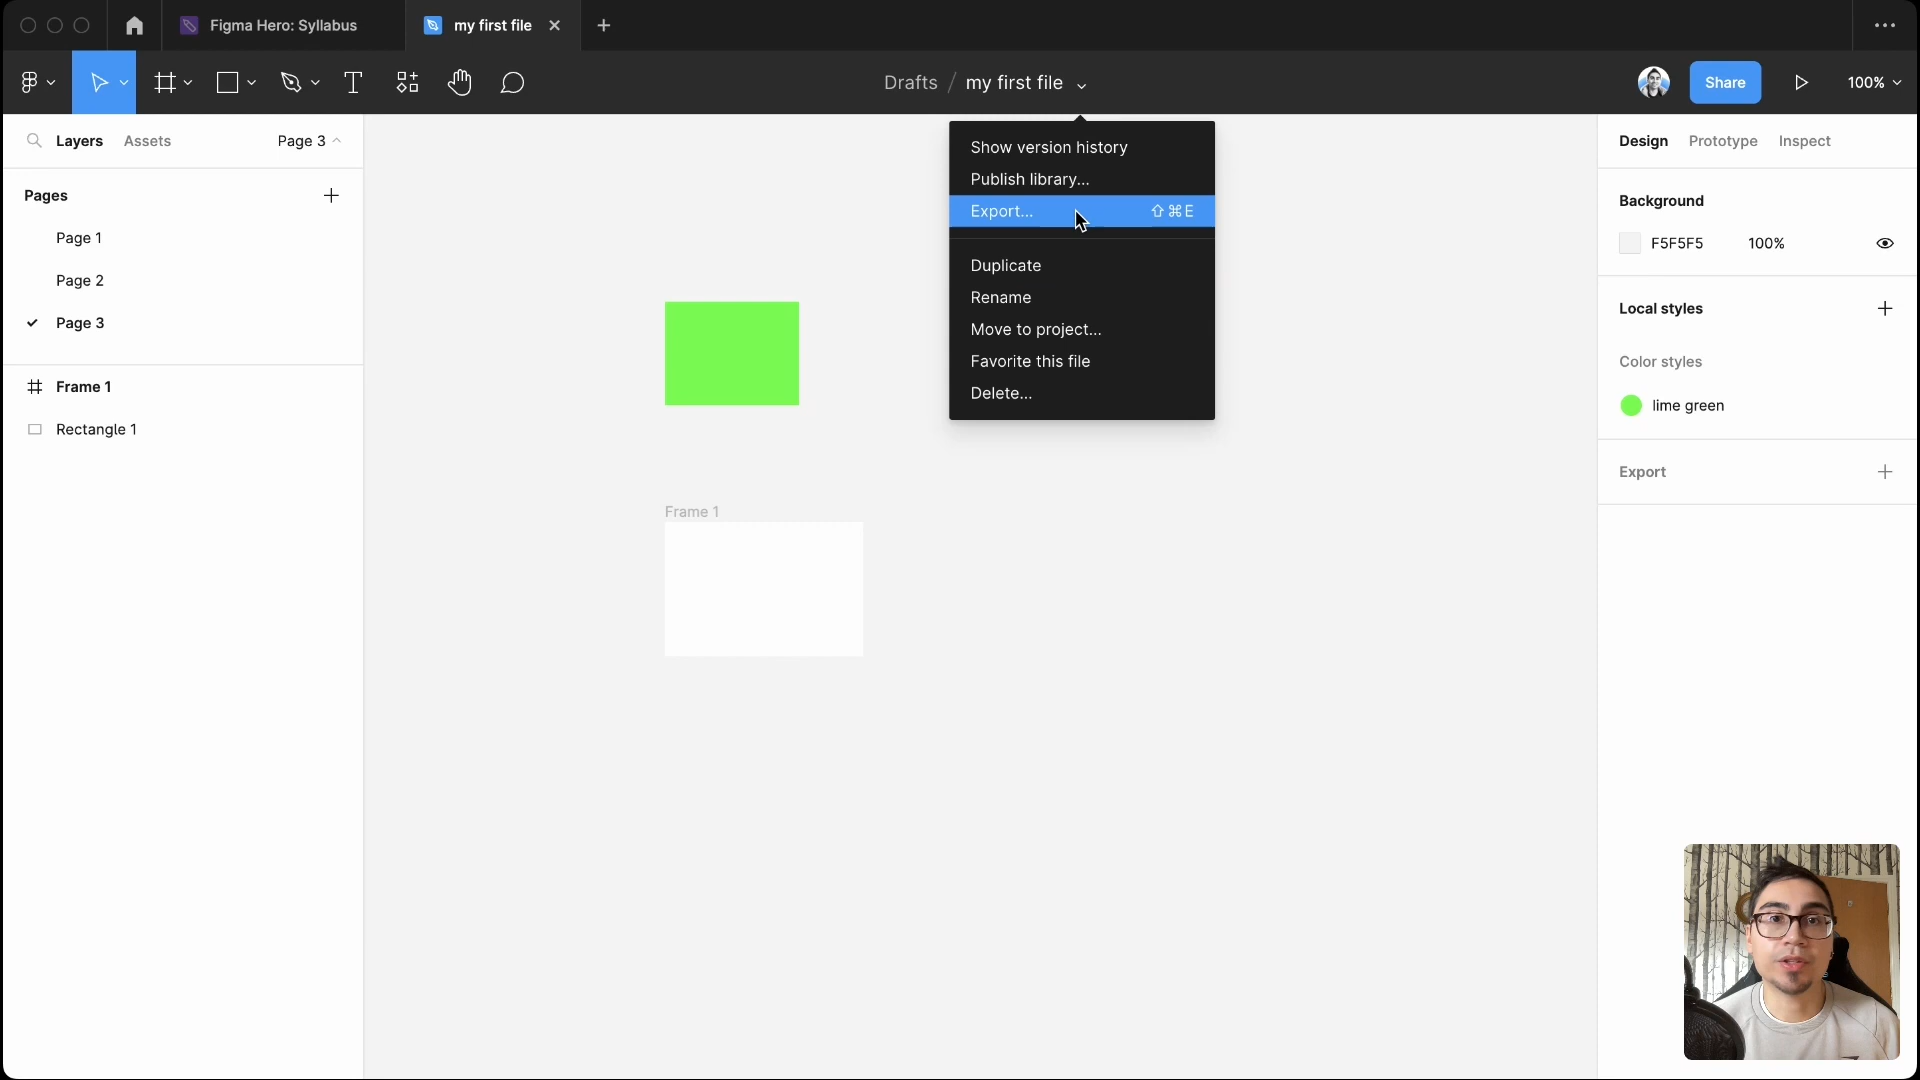 Figma Hero: Syllabus
my first file
Drafts / my first file
Share
100%
Layers Assets Page 3
Pages
Page 1
Page 2
Page 3
Frame 1
Rectangle 1
Show version history
Publish library...
Export... ⇧⌘E
Duplicate
Rename
Move to project...
Favorite this file
Delete...
Frame 1
Design Prototype Inspect
Background
F5F5F5 100%
Local styles
Color styles
lime green
Export